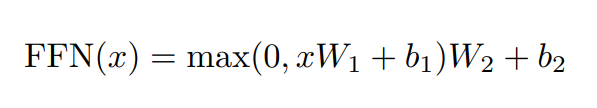 FFN(x) = max(0, xW₁ + b₁)W₂ + b₂